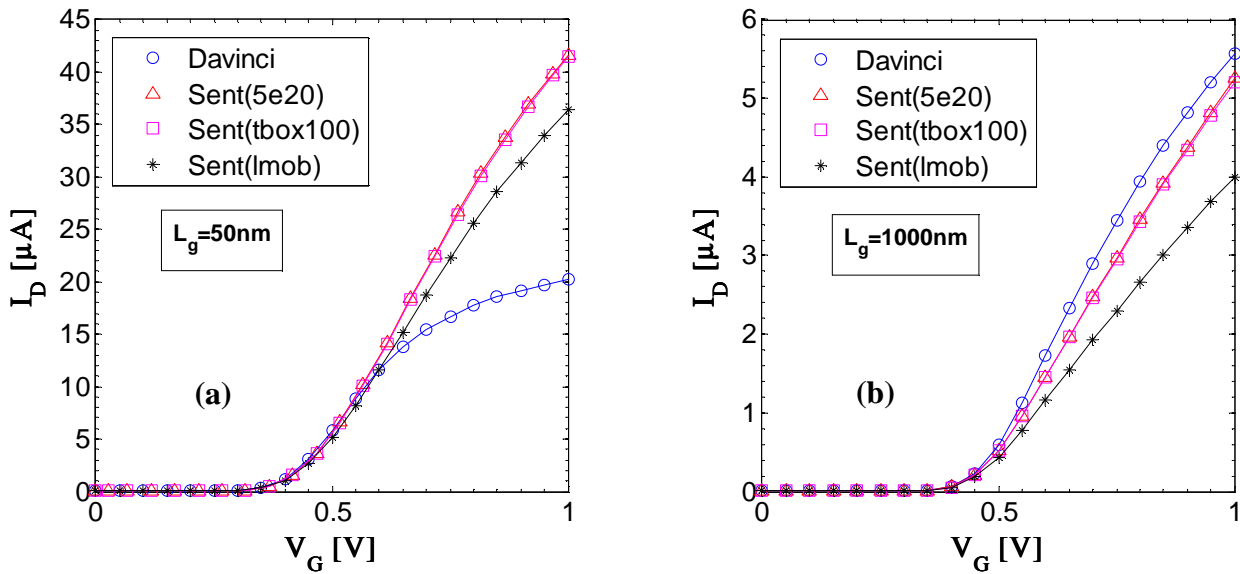 45
40
35
30
25
20
15
10
5
0
I_D [μA]
Davinci
Sent(5e20)
Sent(tbox100)
Sent(lmob)
L_g=50nm
(a)
0
0.5
1
V_G [V]
6
5
4
3
2
1
0
I_D [μA]
Davinci
Sent(5e20)
Sent(tbox100)
Sent(lmob)
L_g=1000nm
(b)
0
0.5
1
V_G [V]